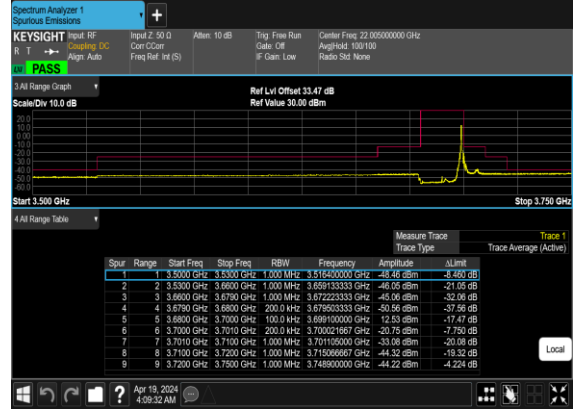 Spectrum Analyzer 1
Spurious Emissions
KEYSIGHT Input: RF Input Z: 50 Ω Atten: 10 dB Trig: Free Run Center Freq: 22.005000000 GHz
R T Coupling: DC Corr CCorr Gate: Off Avg|Hold: 100/100
Align: Auto Freq Ref: Int (S) IF Gain: Low Radio Std: None
PASS
3 All Range Graph
Ref Lvl Offset 33.47 dB
Scale/Div 10.0 dB Ref Value 30.00 dBm
20.0
10.0
0.00
-10.0
-20.0
-30.0
-40.0
-50.0
-60.0
Start 3.500 GHz Stop 3.750 GHz
4 All Range Table
Measure Trace Trace 1
Trace Type Trace Average (Active)
Spur Range Start Freq Stop Freq RBW Frequency Amplitude ΔLimit
1 1 3.5000 GHz 3.5300 GHz 1.000 MHz 3.516400000 GHz -48.46 dBm -8.460 dB
2 2 3.5300 GHz 3.6600 GHz 1.000 MHz 3.659133333 GHz -46.05 dBm -21.05 dB
3 3 3.6600 GHz 3.6790 GHz 1.000 MHz 3.672223333 GHz -45.06 dBm -32.06 dB
4 4 3.6790 GHz 3.6800 GHz 200.0 kHz 3.679503333 GHz -50.56 dBm -37.56 dB
5 5 3.6800 GHz 3.7000 GHz 100.0 kHz 3.699100000 GHz 12.53 dBm -17.47 dB
6 6 3.7000 GHz 3.7010 GHz 200.0 kHz 3.700021667 GHz -20.75 dBm -7.750 dB
7 7 3.7010 GHz 3.7100 GHz 1.000 MHz 3.701105000 GHz -33.08 dBm -20.08 dB
8 8 3.7100 GHz 3.7200 GHz 1.000 MHz 3.715066667 GHz -44.32 dBm -19.32 dB
9 9 3.7200 GHz 3.7500 GHz 1.000 MHz 3.748900000 GHz -44.22 dBm -4.224 dB
Local
Apr 19, 2024
4:09:32 AM